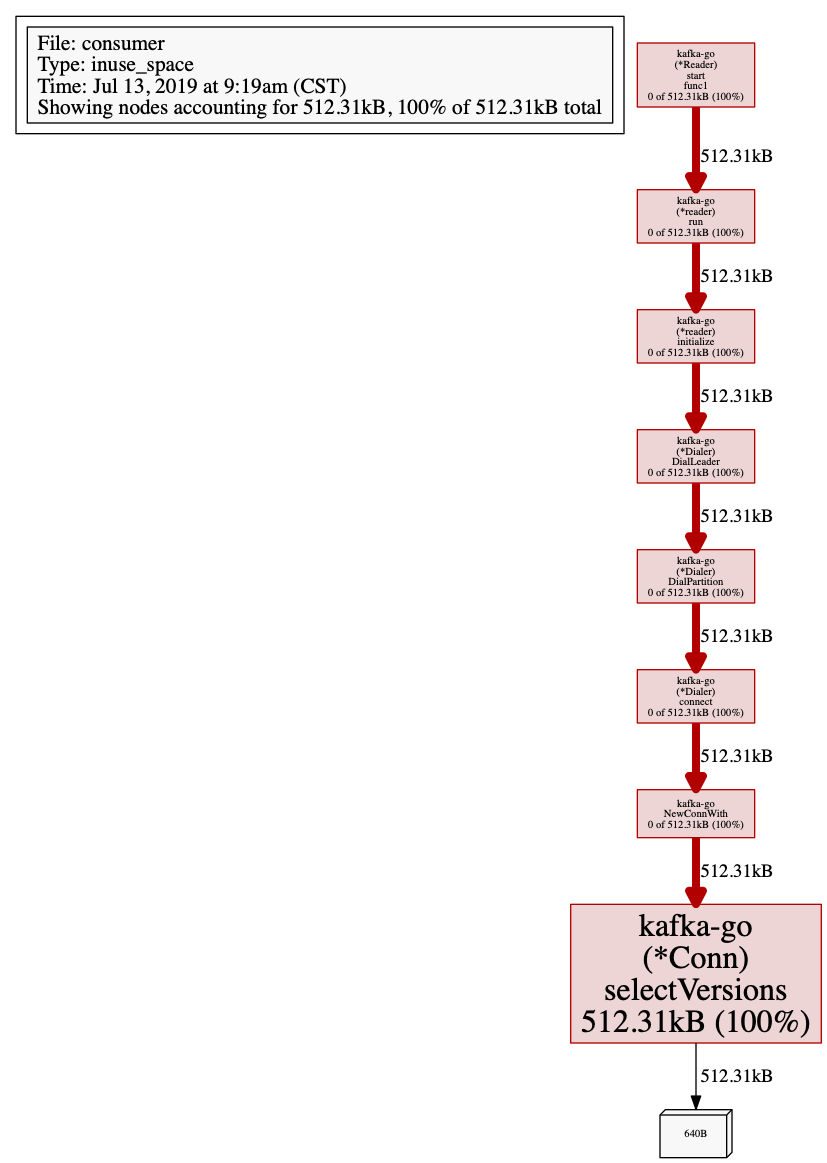 File: consumer
Type: inuse_space
Time: Jul 13, 2019 at 9:19am (CST)
Showing nodes accounting for 512.31kB, 100% of 512.31kB total
kafka-go
(*Reader)
start
func1
0 of 512.31kB (100%)
512.31kB
kafka-go
(*reader)
run
0 of 512.31kB (100%)
512.31kB
kafka-go
(*reader)
initialize
0 of 512.31kB (100%)
512.31kB
kafka-go
(*Dialer)
DialLeader
0 of 512.31kB (100%)
512.31kB
kafka-go
(*Dialer)
DialPartition
0 of 512.31kB (100%)
512.31kB
kafka-go
(*Dialer)
connect
0 of 512.31kB (100%)
512.31kB
kafka-go
NewConnWith
0 of 512.31kB (100%)
512.31kB
kafka-go
(*Conn)
selectVersions
512.31kB (100%)
512.31kB
640B